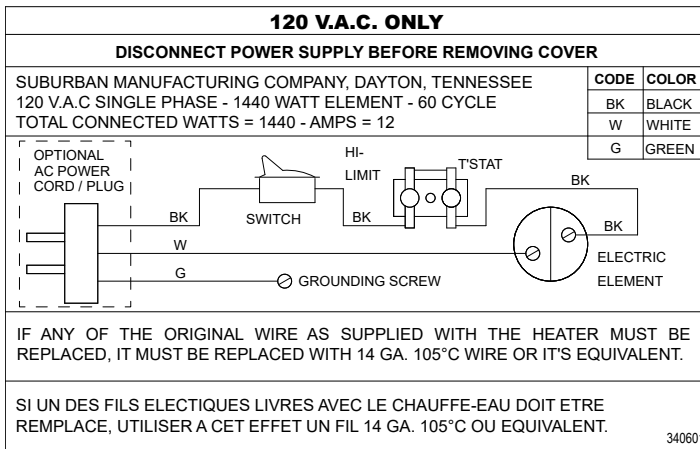 120 V.A.C. ONLY
DISCONNECT POWER SUPPLY BEFORE REMOVING COVER
SUBURBAN MANUFACTURING COMPANY, DAYTON, TENNESSEE
120 V.A.C SINGLE PHASE - 1440 WATT ELEMENT - 60 CYCLE
TOTAL CONNECTED WATTS = 1440 - AMPS = 12
CODE COLOR
BK BLACK
W WHITE
G GREEN
OPTIONAL
AC POWER
CORD / PLUG
HI-
LIMIT
T'STAT
BK
BK
SWITCH
BK
BK
W
ELECTRIC
ELEMENT
G
GROUNDING SCREW
IF ANY OF THE ORIGINAL WIRE AS SUPPLIED WITH THE HEATER MUST BE
REPLACED, IT MUST BE REPLACED WITH 14 GA. 105°C WIRE OR IT'S EQUIVALENT.
SI UN DES FILS ELECTIQUES LIVRES AVEC LE CHAUFFE-EAU DOIT ETRE
REMPLACE, UTILISER A CET EFFET UN FIL 14 GA. 105°C OU EQUIVALENT.
340601